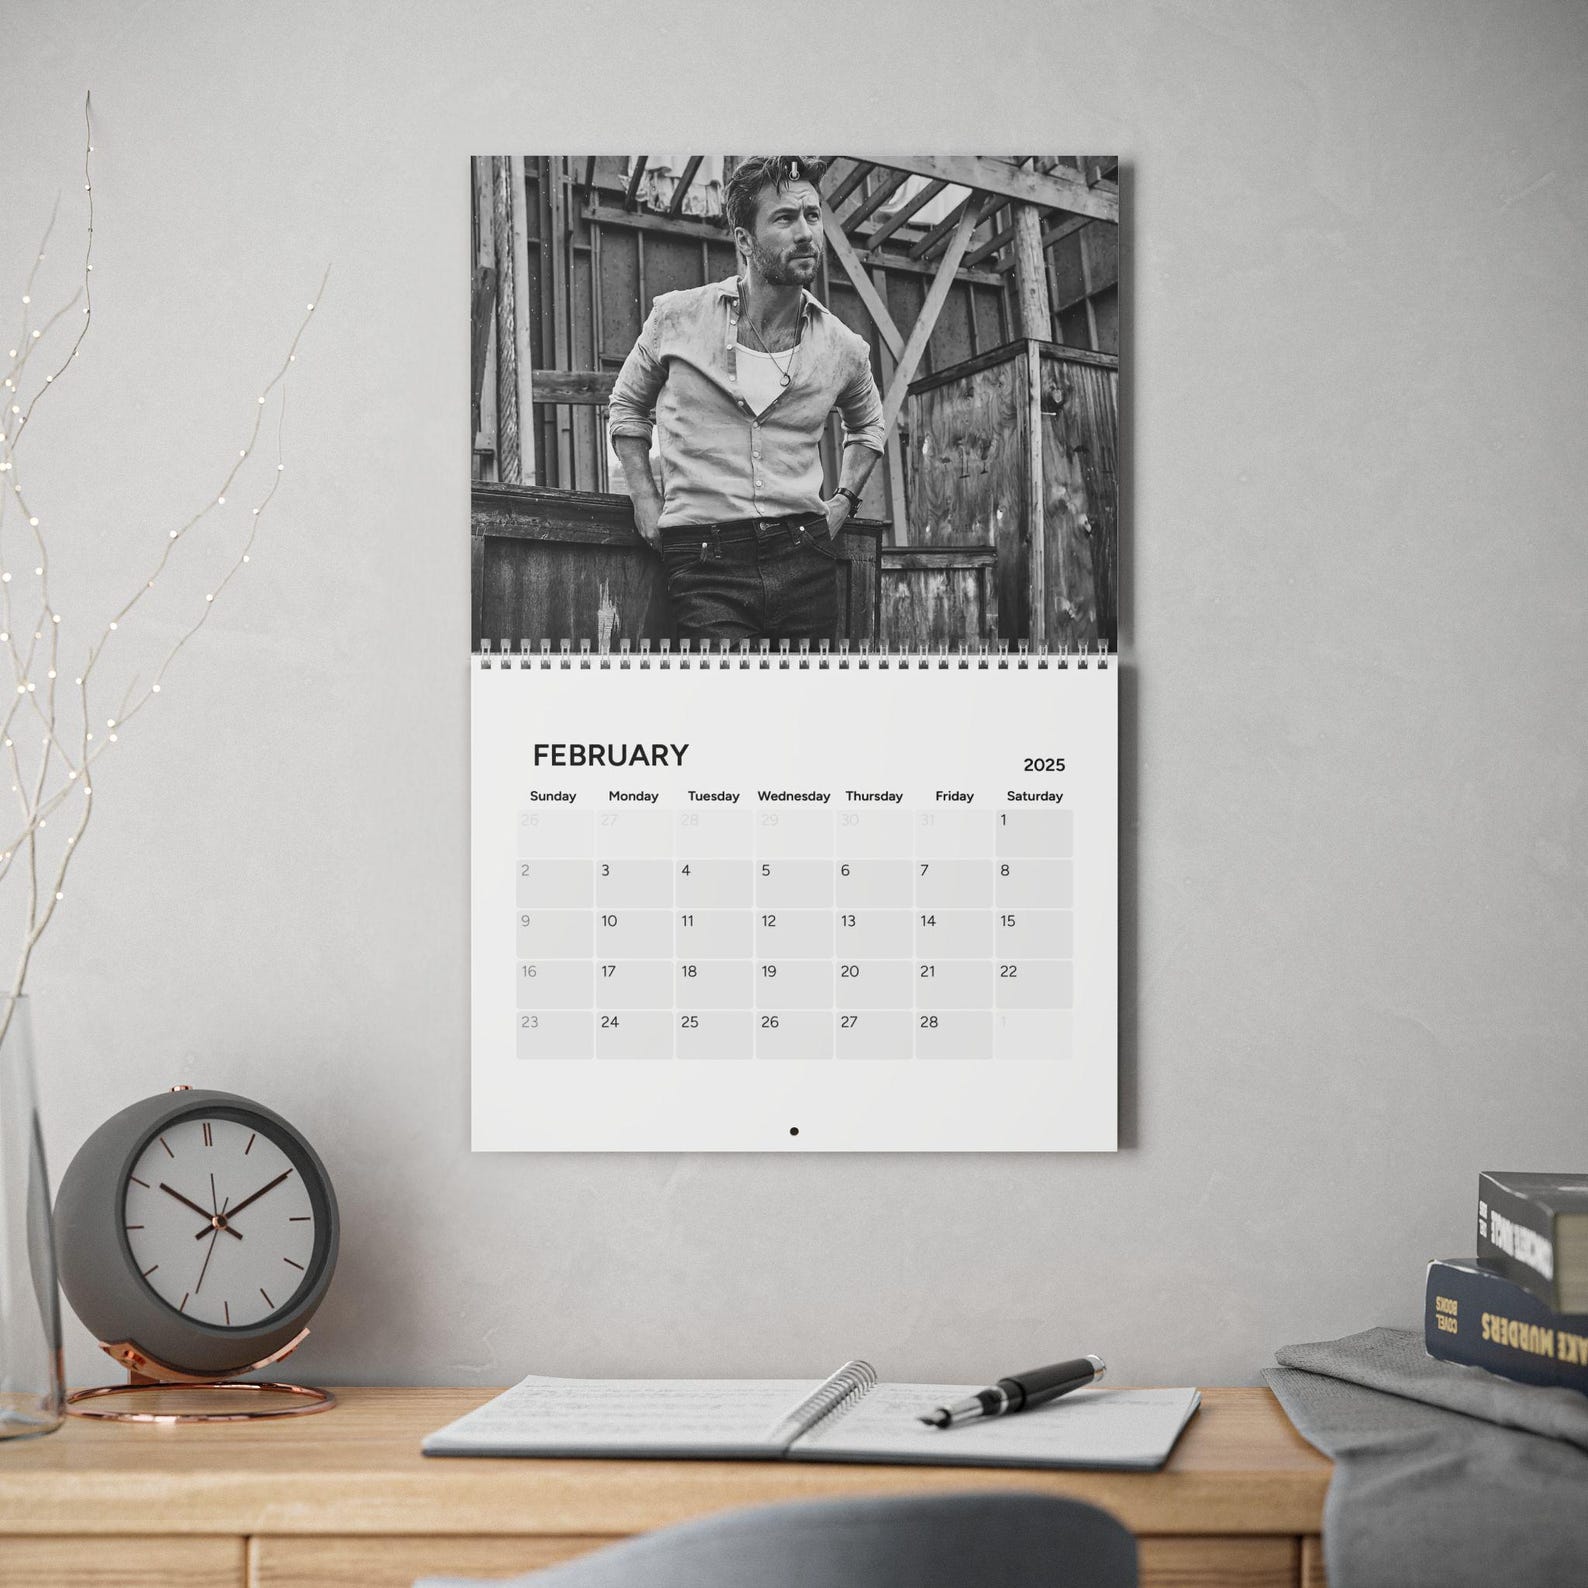 FEBRUARY
2025
Sunday Monday Tuesday Wednesday Thursday Friday Saturday
26 27 28 29 30 31 1
2 3 4 5 6 7 8
9 10 11 12 13 14 15
16 17 18 19 20 21 22
23 24 25 26 27 28 1
COVEL
BOOKS
AKE MURDERS